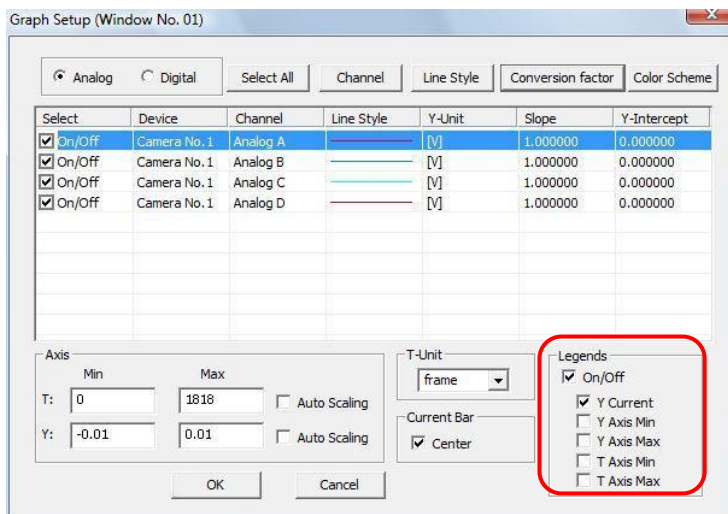 Graph Setup (Window No. 01)
Analog Digital Select All Channel Line Style Conversion factor Color Scheme
Select Device Channel Line Style Y-Unit Slope Y-Intercept
On/Off Camera No.1 Analog A [V] 1.000000 0.000000
On/Off Camera No.1 Analog B [V] 1.000000 0.000000
On/Off Camera No.1 Analog C [V] 1.000000 0.000000
On/Off Camera No.1 Analog D [V] 1.000000 0.000000
Axis
Min Max
T: 0 1818 Auto Scaling
Y: -0.01 0.01 Auto Scaling
T-Unit
frame
Current Bar
Center
Legends
On/Off
Y Current
Y Axis Min
Y Axis Max
T Axis Min
T Axis Max
OK Cancel